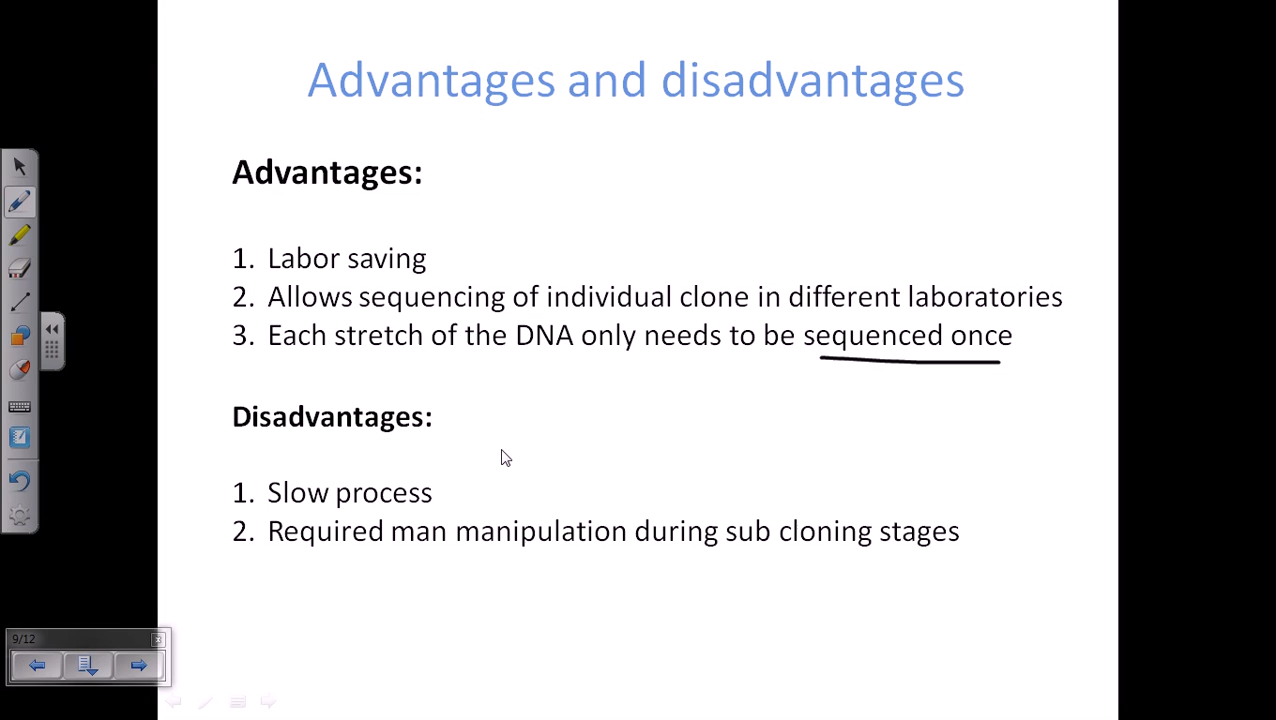 Advantages and disadvantages
Advantages:
1. Labor saving
2. Allows sequencing of individual clone in different laboratories
3. Each stretch of the DNA only needs to be sequenced once
Disadvantages:
1. Slow process
2. Required man manipulation during sub cloning stages
9/12